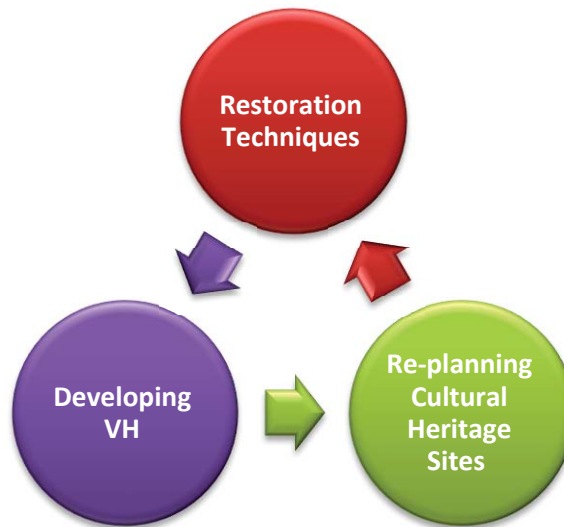 Restoration
Techniques
Developing
VH
Re-planning
Cultural
Heritage
Sites